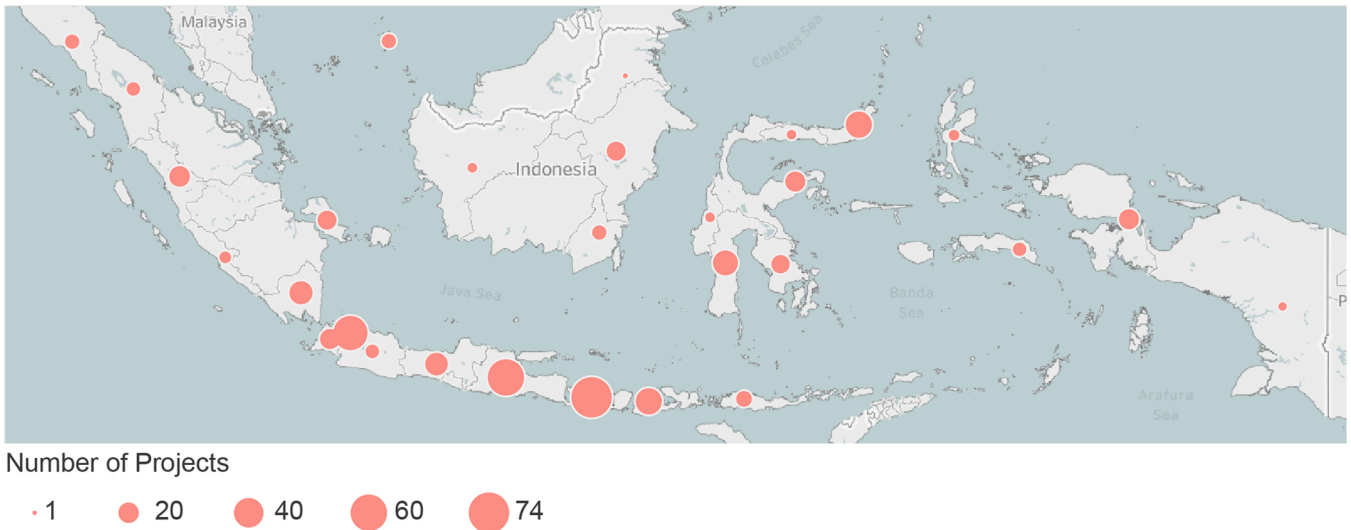 Malaysia
Celebes Sea
Indonesia
Java Sea
Banda
Sea
P
Arafura
Sea
Number of Projects
1 20 40 60 74